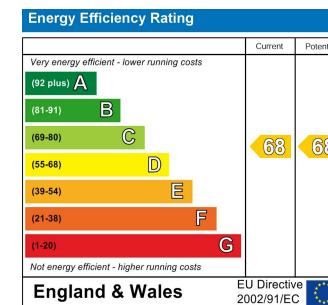 Energy Efficiency Rating
Current Potent
Very energy efficient - lower running costs
(92 plus) A
(81-91) B
(69-80) C
68 68
(55-68) D
(39-54) E
(21-38) F
(1-20) G
Not energy efficient - higher running costs
England & Wales
EU Directive
2002/91/EC